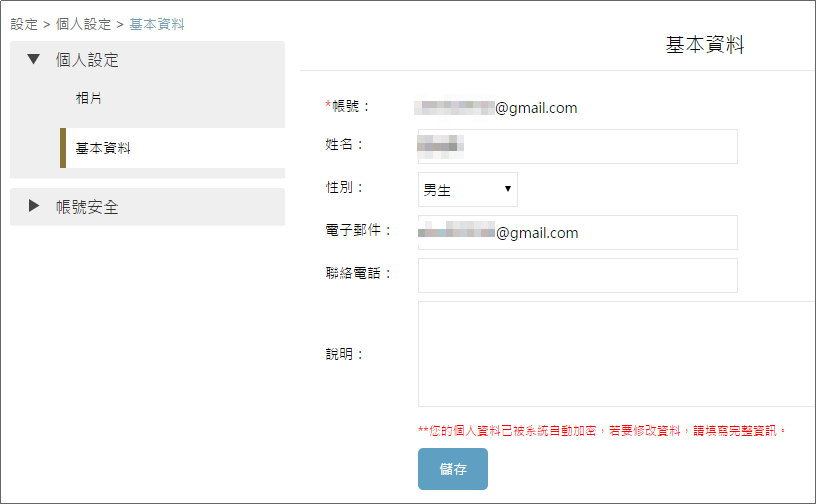 設定 > 個人設定 > 基本資料
個人設定
相片
基本資料
帳號安全
基本資料
*帳號：
@gmail.com
姓名：
性別：
男生
電子郵件：
@gmail.com
聯絡電話：
說明：
**您的個人資料已被系統自動加密，若要修改資料，請填寫完整資訊。
儲存